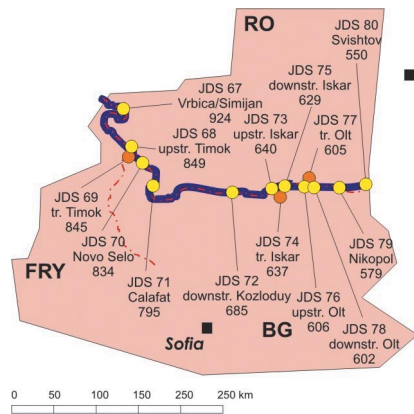 RO
JDS 80
Svishtov
550
JDS 67
Vrbica/Simijan
924
JDS 75
downstr. Iskar
629
JDS 68
upstr. Timok
849
JDS 73
upstr. Iskar
640
JDS 77
tr. Olt
605
JDS 69
tr. Timok
845
JDS 70
Novo Selo
834
FRY
JDS 71
Calafat
795
JDS 72
downstr. Kozloduy
685
JDS 74
tr. Iskar
637
JDS 76
upstr. Olt
606
JDS 79
Nikopol
579
JDS 78
downstr. Olt
602
Sofia
BG
0 50 100 150 200 250 km